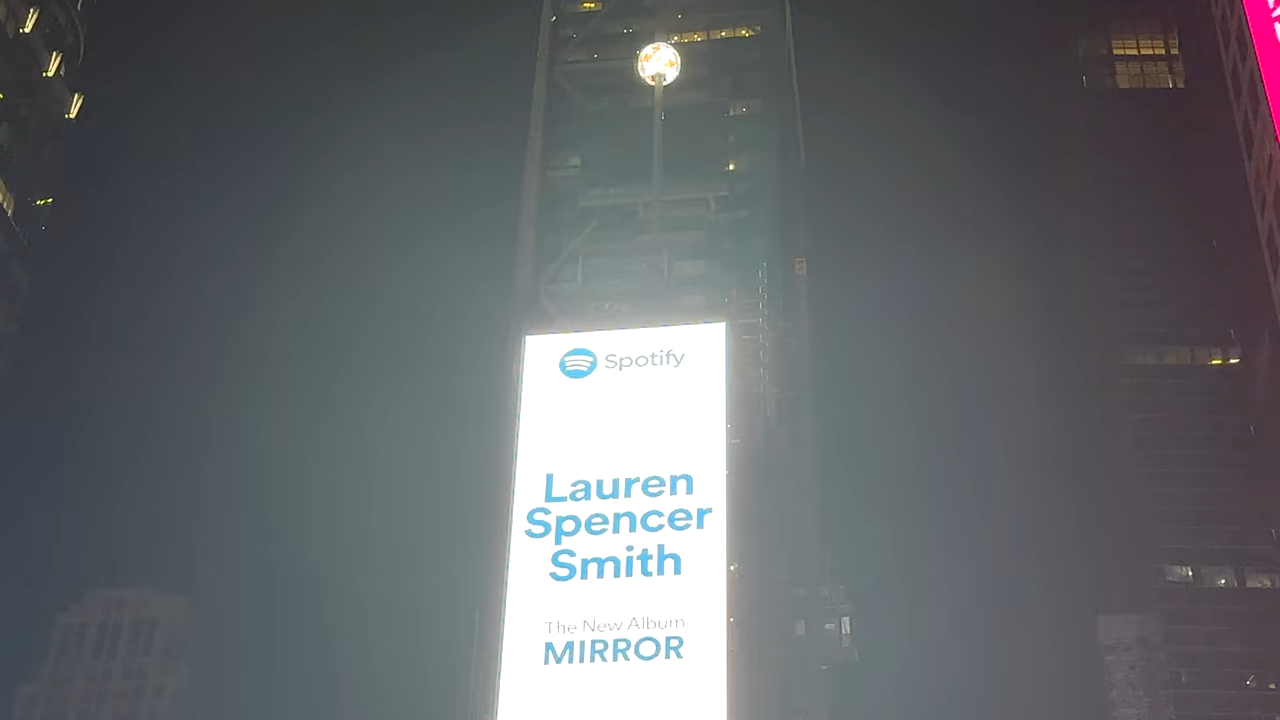 Spotify
Lauren
Spencer
Smith
The New Album
MIRROR